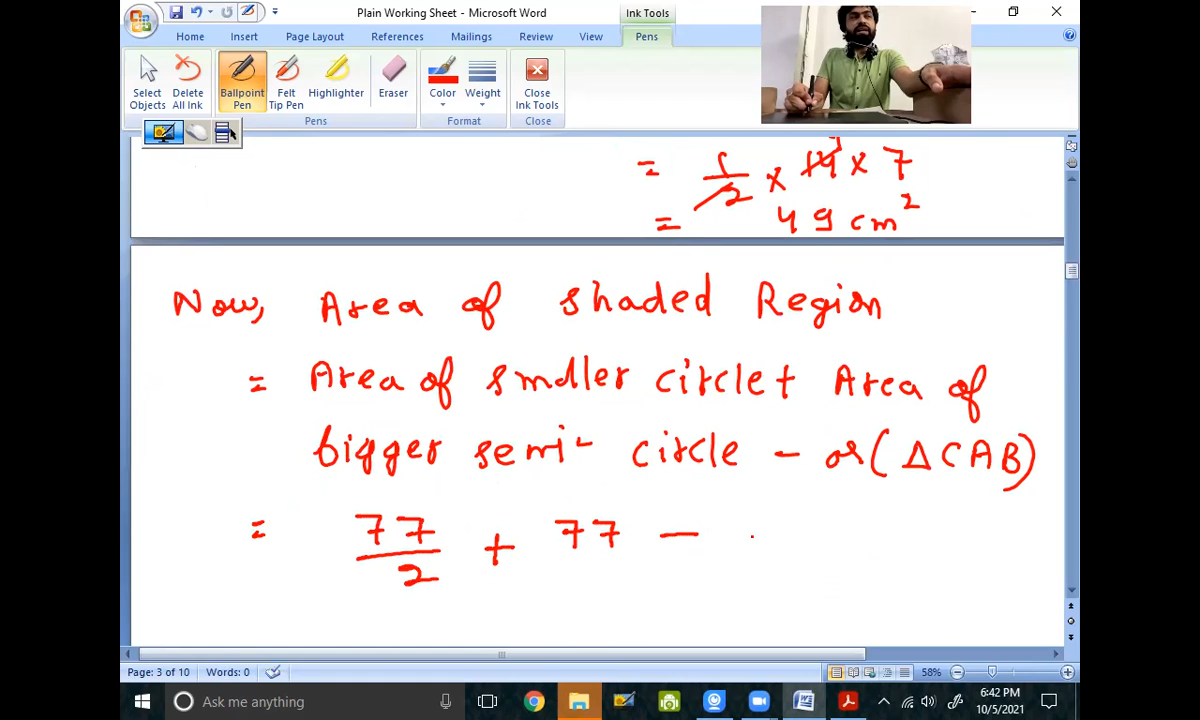 Plain Working Sheet - Microsoft Word
Ink Tools
Home Insert Page Layout References Mailings Review View Pens
Select Objects
Delete All Ink
Ballpoint Pen
Felt Tip Pen
Highlighter
Eraser
Color
Weight
Close Ink Tools
Pens
Format
Close
= 1/2 × 14 × 7
= 49 cm²
Now, Area of shaded Region
= Area of smaller circle + Area of
bigger semi- circle - ar(ΔCAB)
= 77/2 + 77 -
Page: 3 of 10 Words: 0 58%
Ask me anything
6:42 PM
10/5/2021